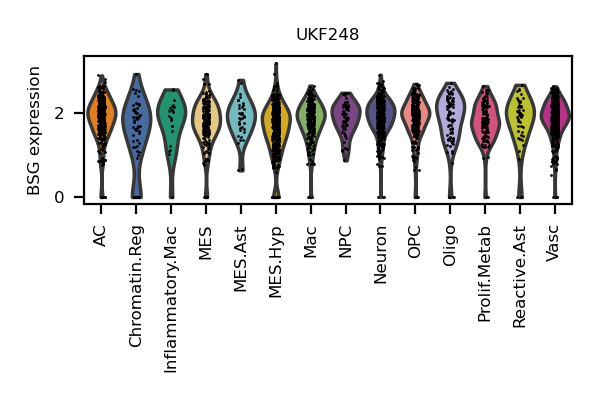 UKF248
BSG expression
2
0
AC
Chromatin.Reg
Inflammatory.Mac
MES
MES.Ast
MES.Hyp
Mac
NPC
Neuron
OPC
Oligo
Prolif.Metab
Reactive.Ast
Vasc